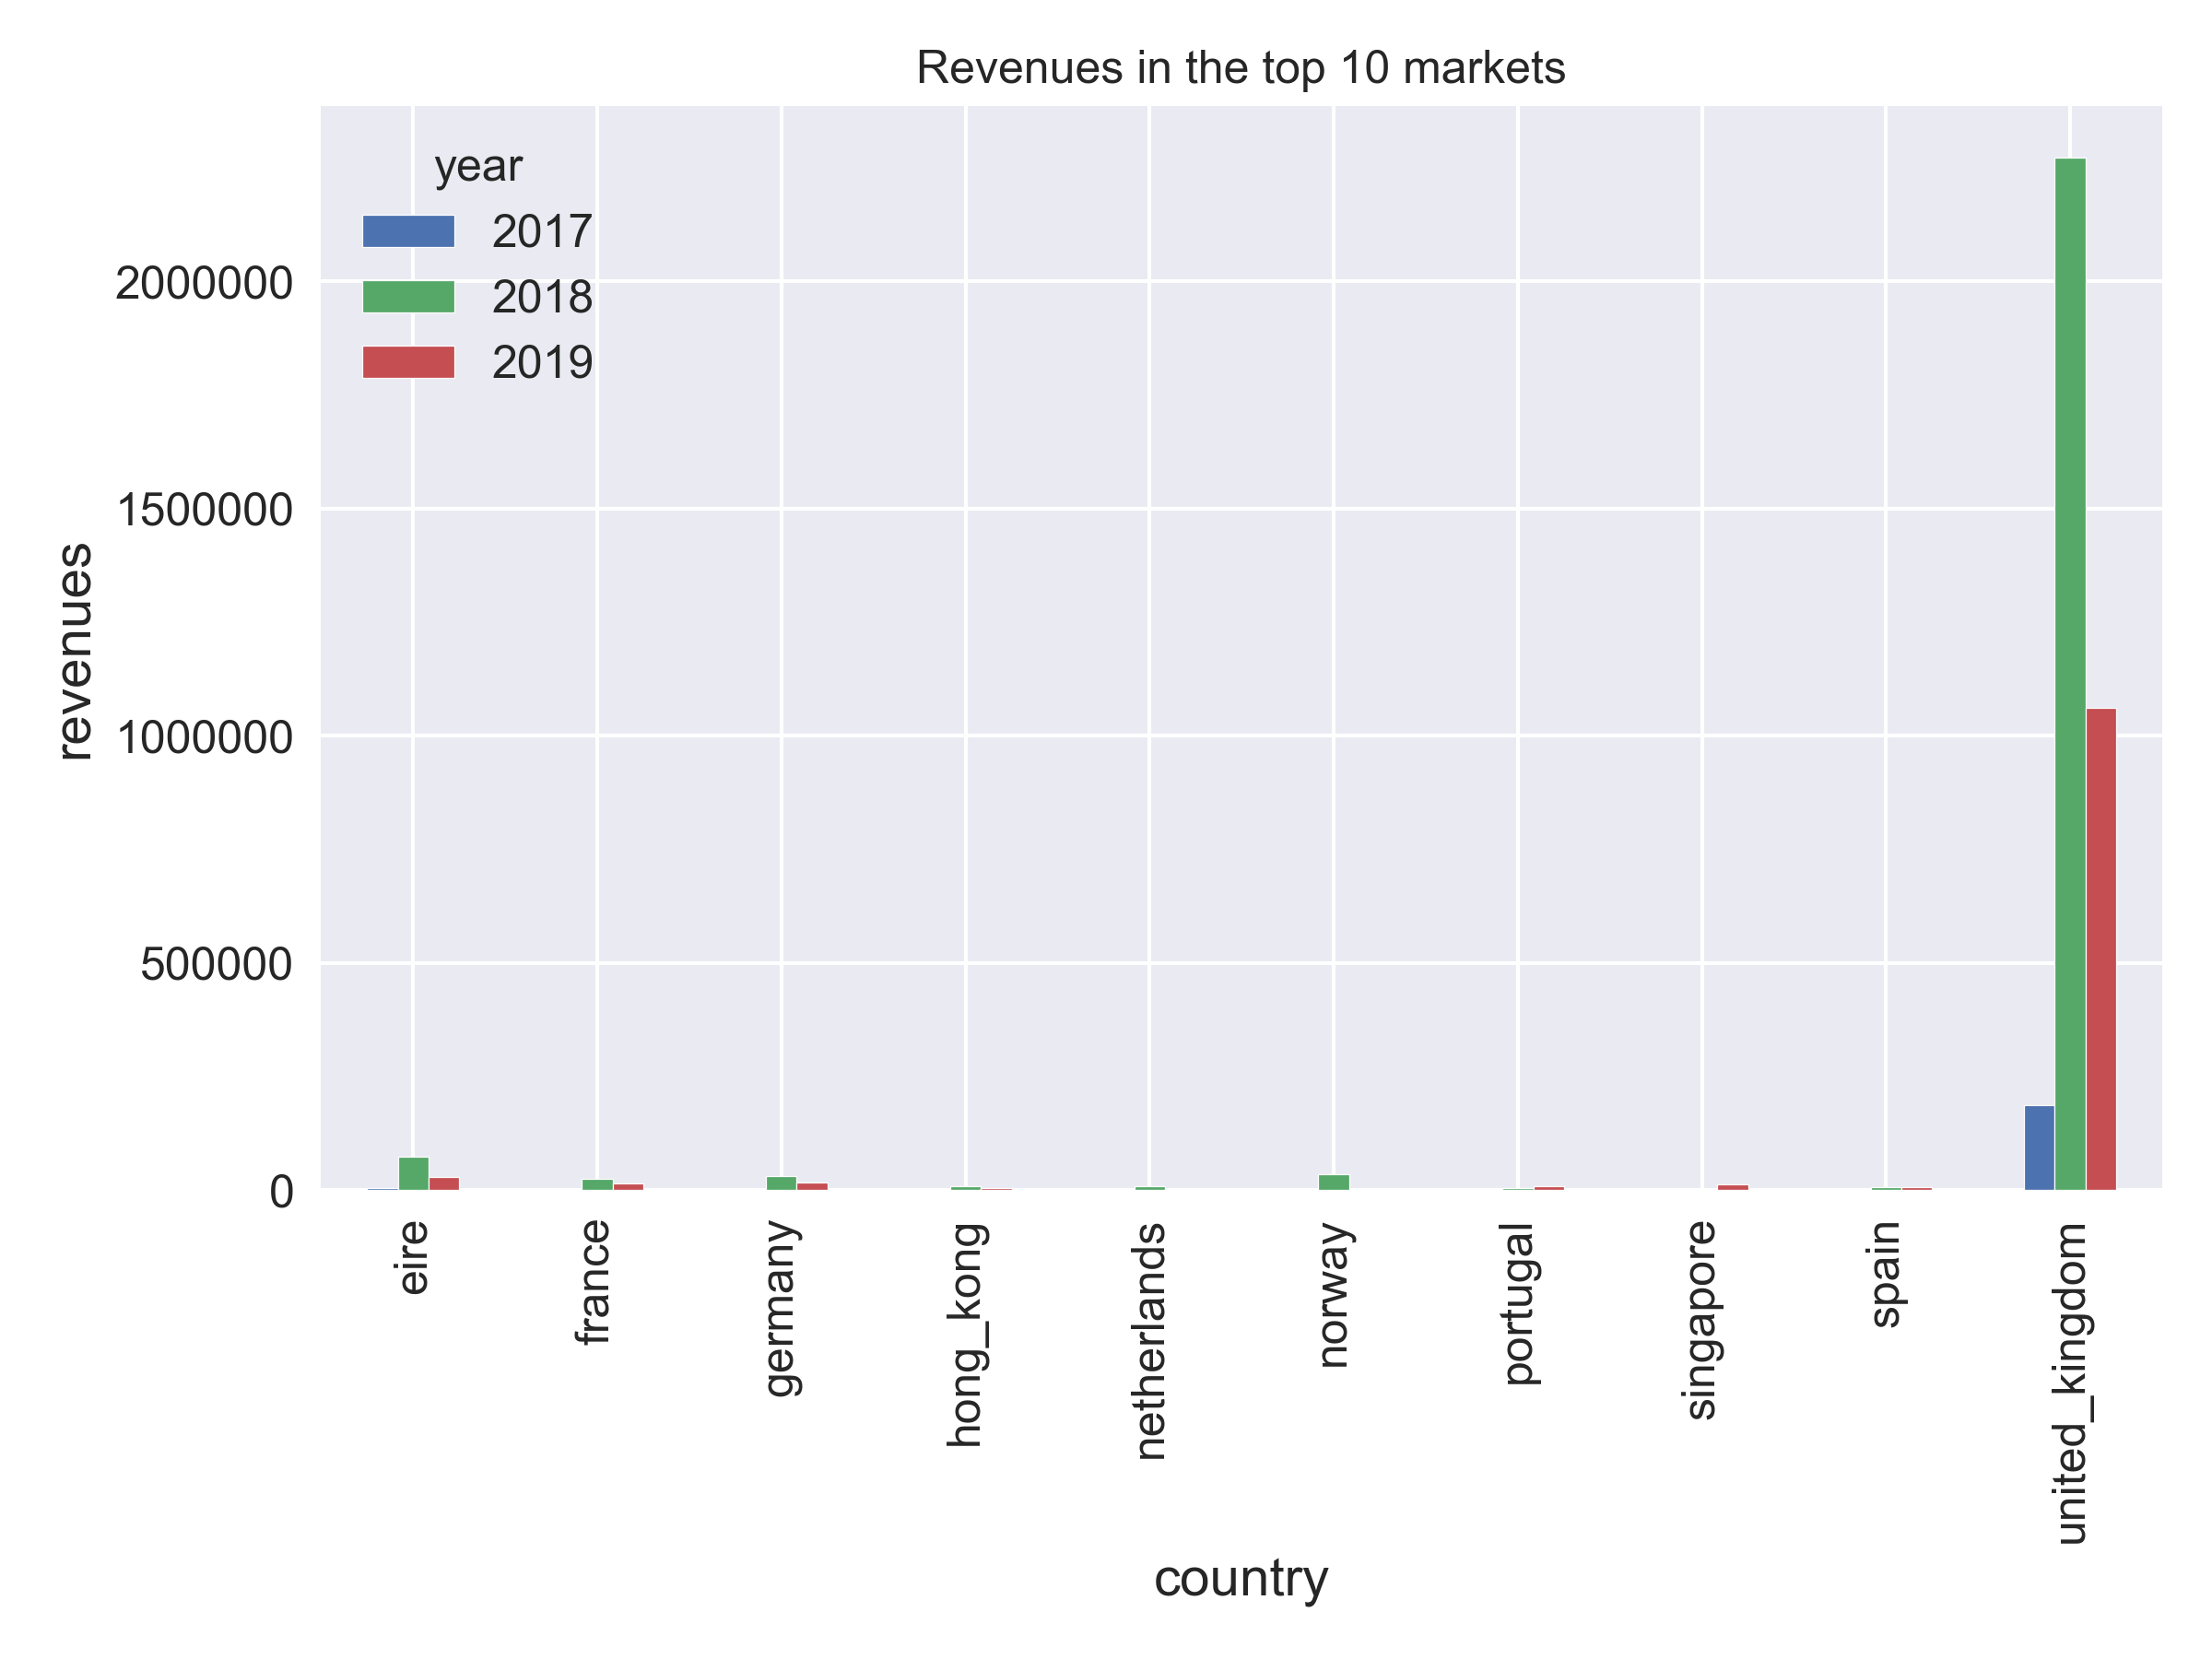 Revenues in the top 10 markets
year
2017
2018
2019
2000000
1500000
1000000
500000
0
revenues
eire
france
germany
hong_kong
netherlands
norway
portugal
singapore
spain
united_kingdom
country